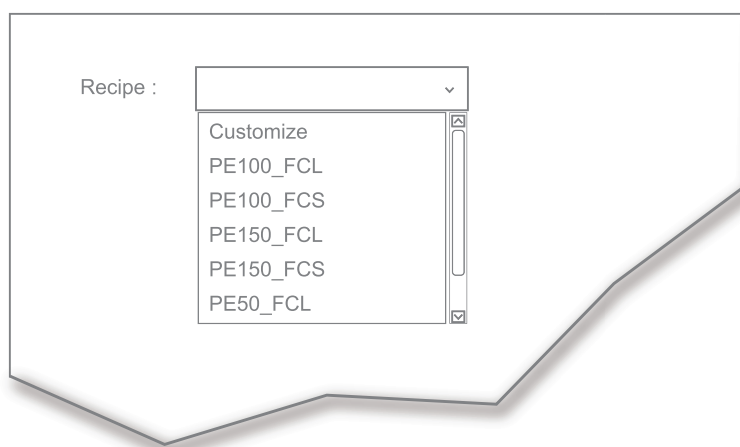 Recipe :
Customize
PE100_FCL
PE100_FCS
PE150_FCL
PE150_FCS
PE50_FCL